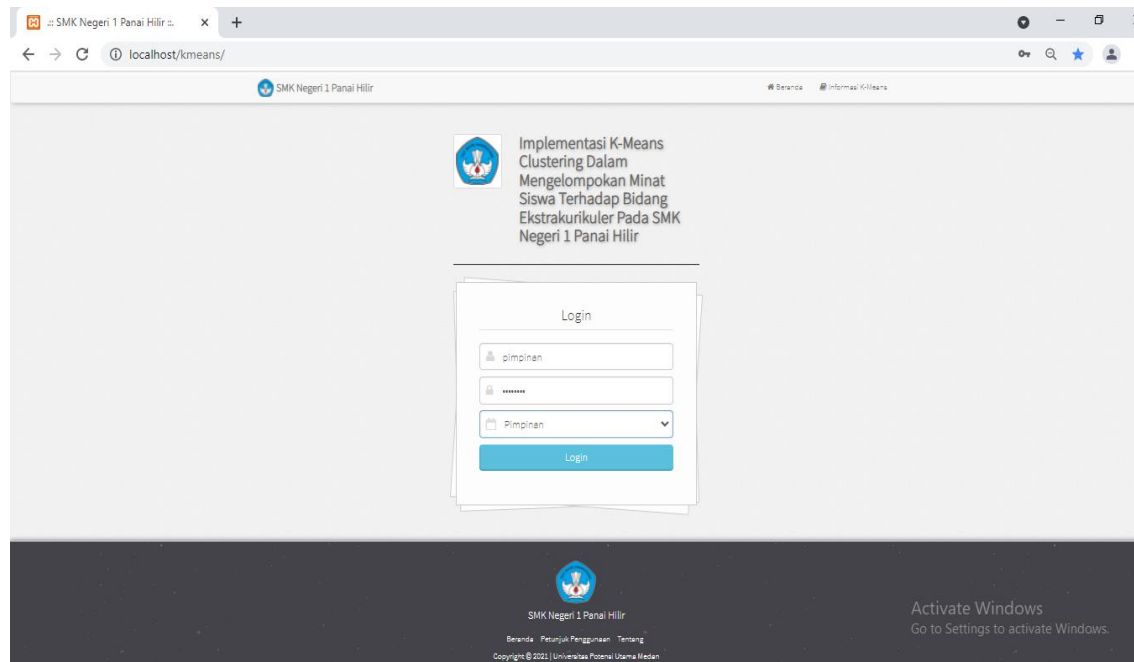 .:: SMK Negeri 1 Panai Hilir ::.
localhost/kmeans/
SMK Negeri 1 Panai Hilir
Beranda Informasi K-Means
Implementasi K-Means
Clustering Dalam
Mengelompokan Minat
Siswa Terhadap Bidang
Ekstrakurikuler Pada SMK
Negeri 1 Panai Hilir
Login
pimpinan
••••••••
Pimpinan
Login
SMK Negeri 1 Panai Hilir
Beranda Petunjuk Penggunaan Tentang
Copyright © 2021 | Universitas Potensi Utama Medan
Activate Windows
Go to Settings to activate Windows.